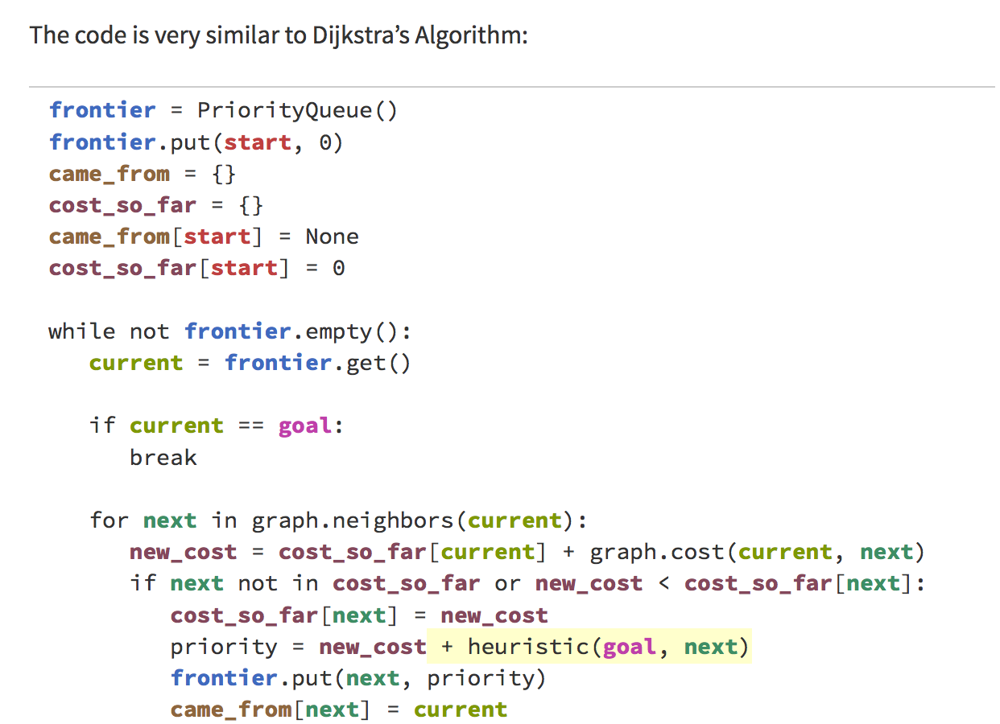 The code is very similar to Dijkstra’s Algorithm:
frontier = PriorityQueue()
frontier.put(start, 0)
came_from = {}
cost_so_far = {}
came_from[start] = None
cost_so_far[start] = 0

while not frontier.empty():
   current = frontier.get()

   if current == goal:
      break

   for next in graph.neighbors(current):
      new_cost = cost_so_far[current] + graph.cost(current, next)
      if next not in cost_so_far or new_cost < cost_so_far[next]:
         cost_so_far[next] = new_cost
         priority = new_cost + heuristic(goal, next)
         frontier.put(next, priority)
         came_from[next] = current